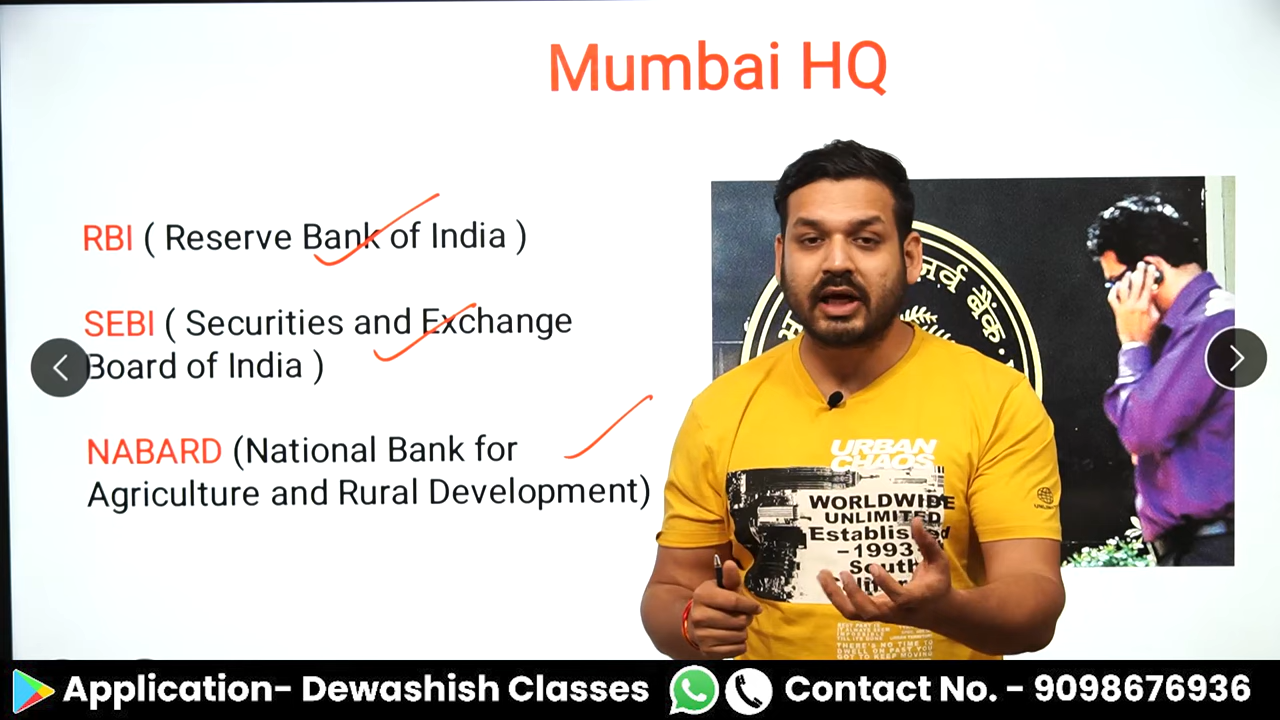 Mumbai HQ
RBI ( Reserve Bank of India )
SEBI ( Securities and Exchange
Board of India )
NABARD (National Bank for
Agriculture and Rural Development)
र्व बैंक
URBAN
CHAOS
WORLDWIDE
UNLIMITED
Established
-1993-
South
Application- Dewashish Classes
Contact No. - 9098676936